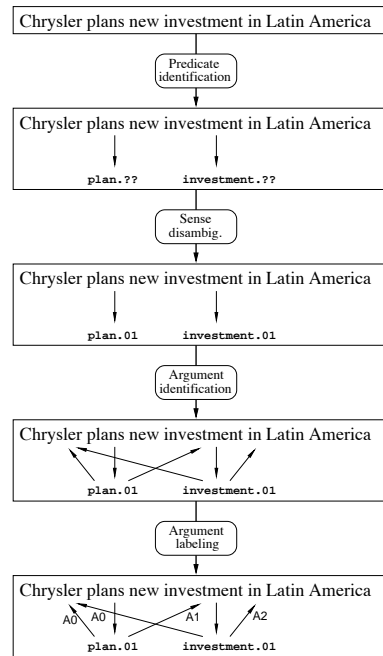 Chrysler plans new investment in Latin America
Predicate
identification
Chrysler plans new investment in Latin America
plan.?? investment.??
Sense
disambig.
Chrysler plans new investment in Latin America
plan.01 investment.01
Argument
identification
Chrysler plans new investment in Latin America
plan.01 investment.01
Argument
labeling
Chrysler plans new investment in Latin America
A0 A0 A1 A2
plan.01 investment.01